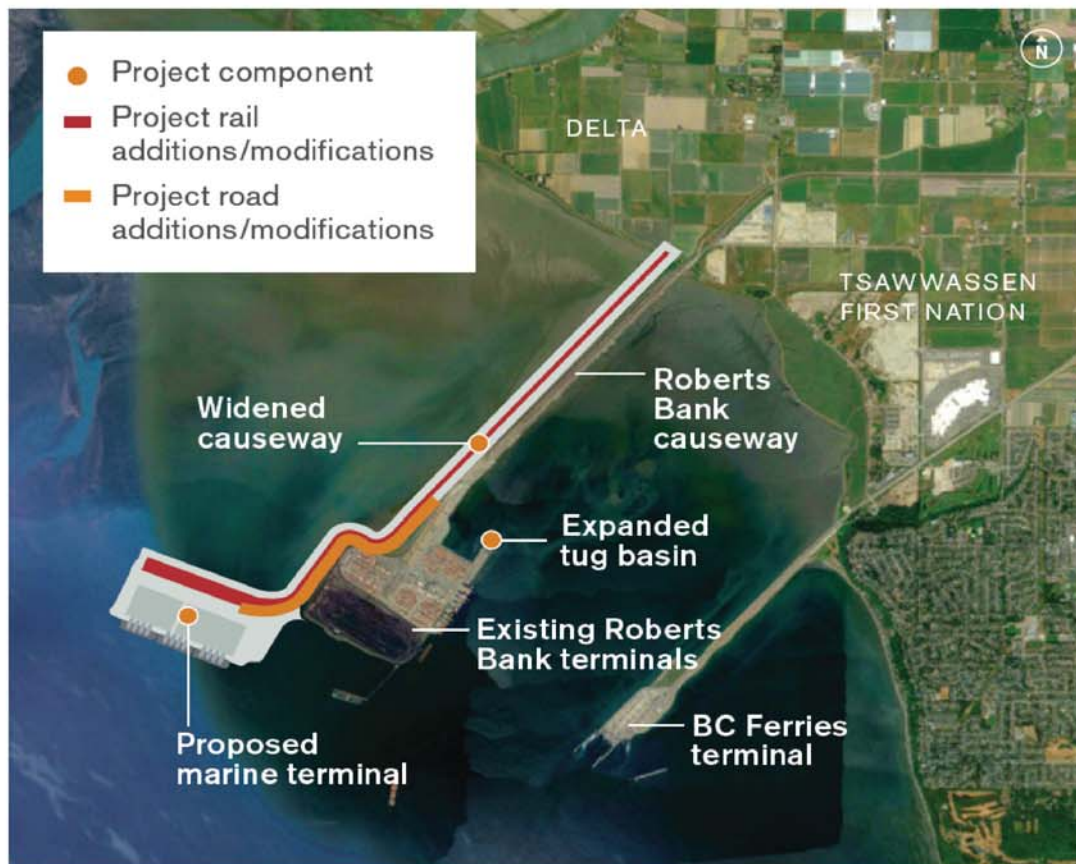 Project component
Project rail
additions/modifications
Project road
additions/modifications
N
DELTA
TSAWWASSEN
FIRST NATION
Roberts
Bank
causeway
Widened
causeway
Expanded
tug basin
Existing Roberts
Bank terminals
BC Ferries
terminal
Proposed
marine terminal